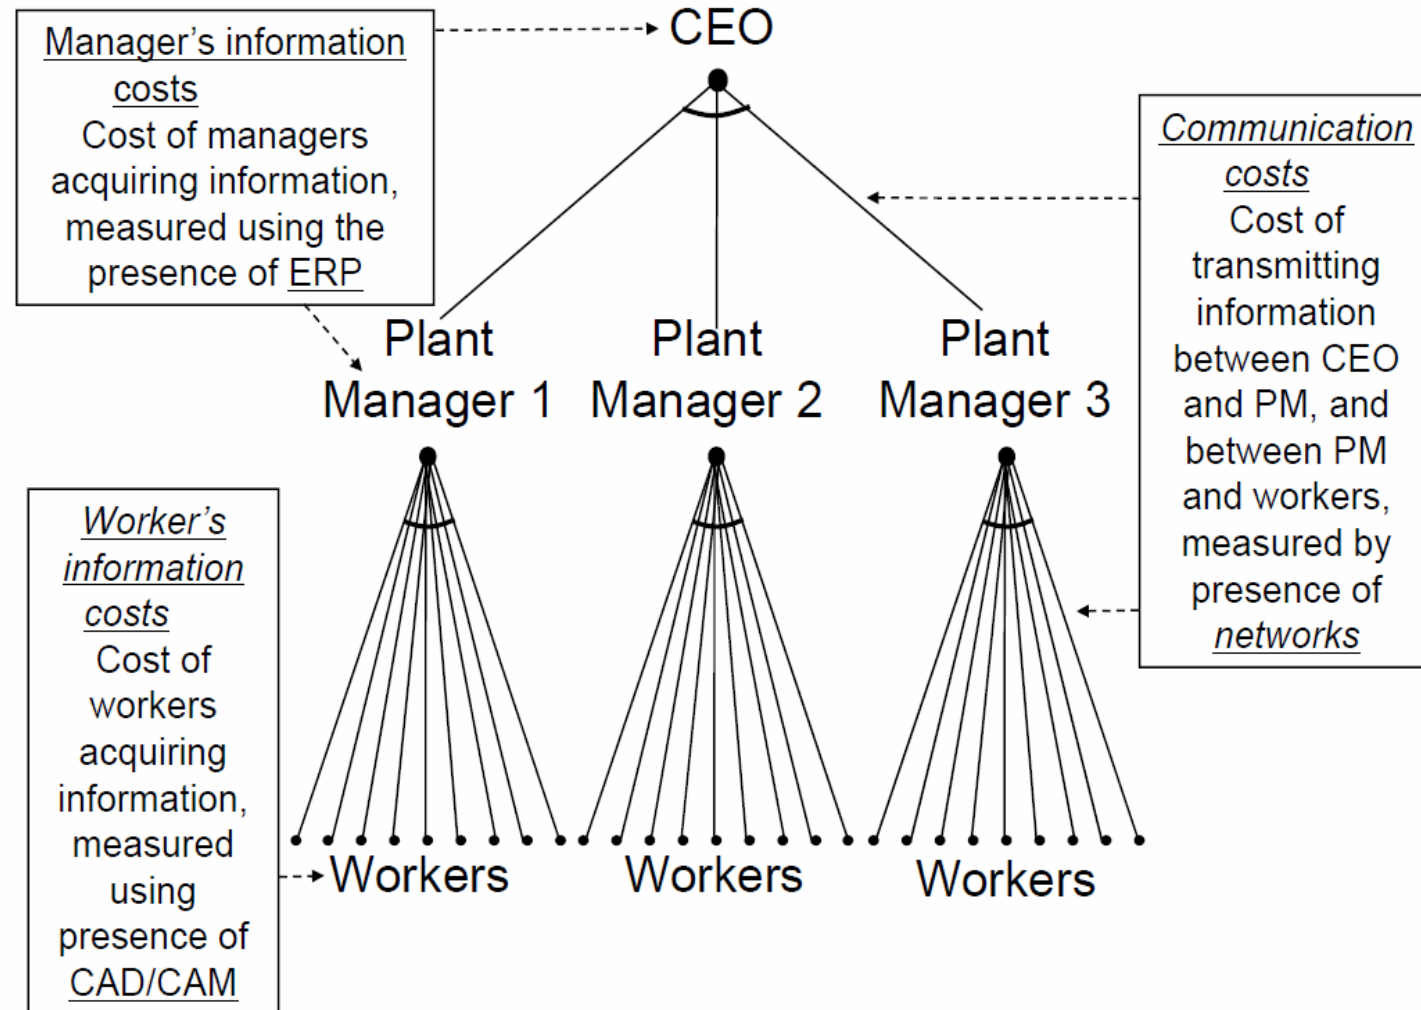 CEO
Manager’s information
costs
Cost of managers
acquiring information,
measured using the
presence of ERP
Communication
costs
Cost of
transmitting
information
between CEO
and PM, and
between PM
and workers,
measured by
presence of
networks
Plant
Manager 1
Plant
Manager 2
Plant
Manager 3
Worker’s
information
costs
Cost of
workers
acquiring
information,
measured
using
presence of
CAD/CAM
Workers
Workers
Workers